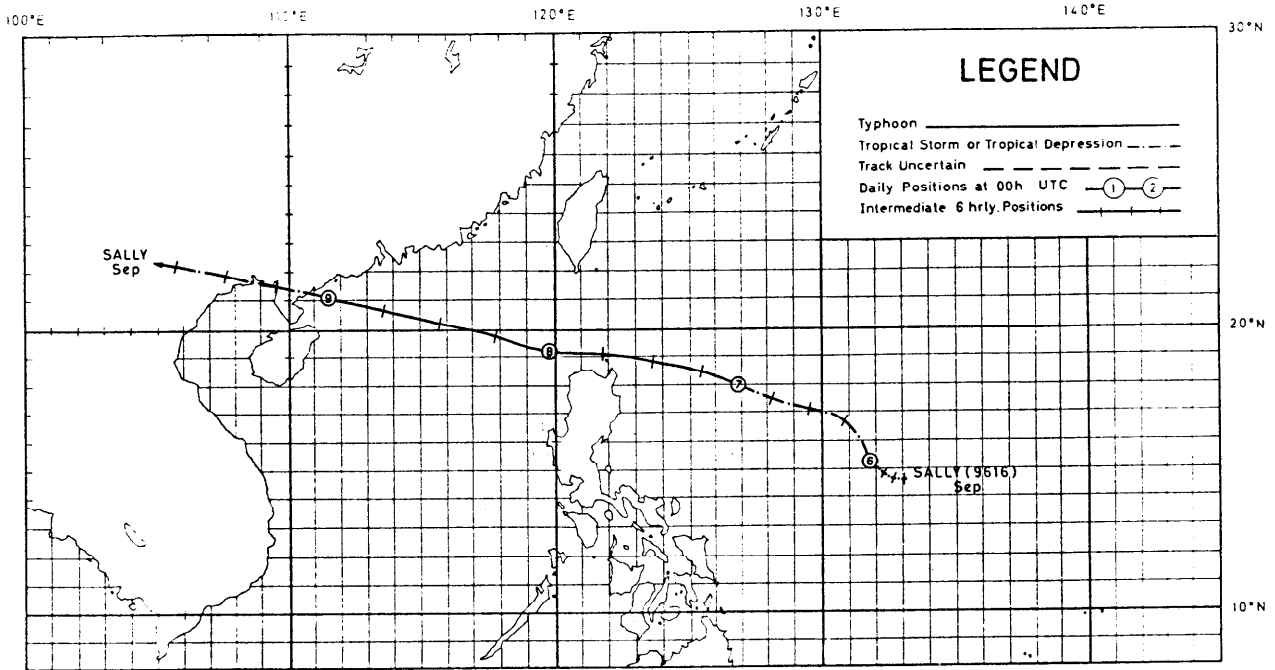 100°E 110°E 120°E 130°E 140°E
30°N
LEGEND
Typhoon
Tropical Storm or Tropical Depression
Track Uncertain
Daily Positions at 00h UTC 1 2
Intermediate 6 hrly. Positions
SALLY
Sep
9
20°N
8
7
6
SALLY (9616)
Sep
10°N